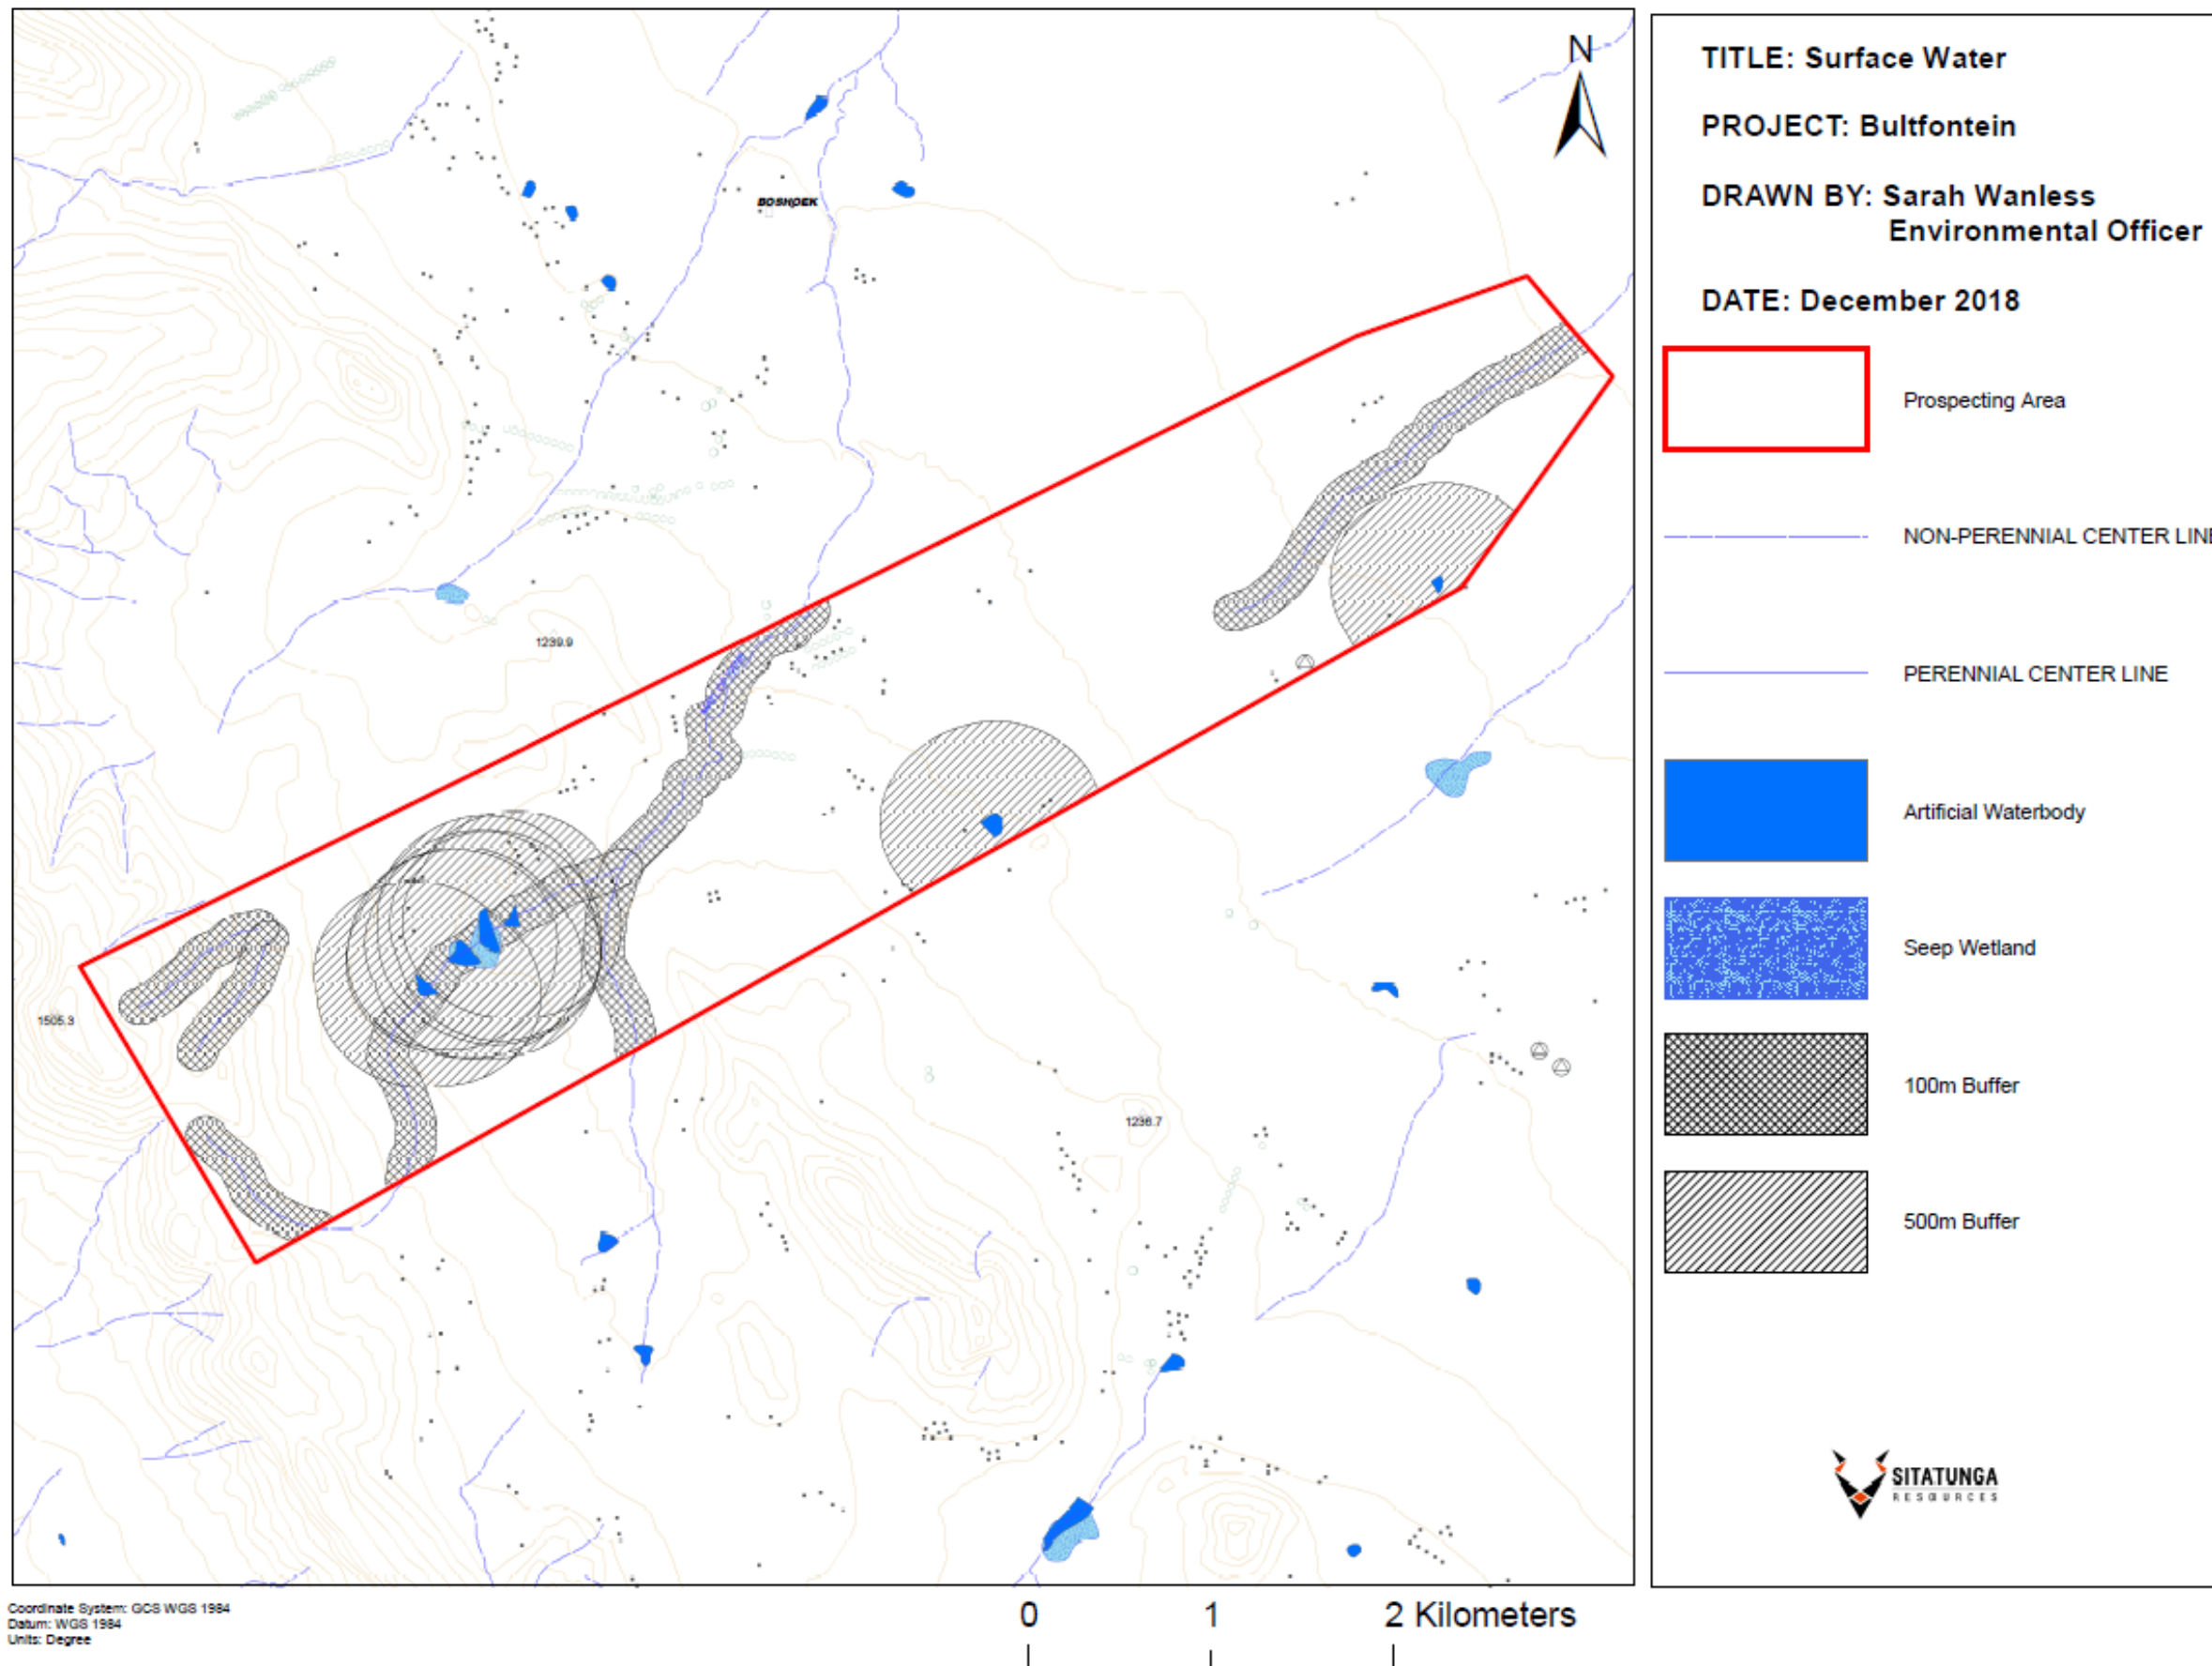 N
BOSHOEK
1239.9
1505.3
1236.7
TITLE: Surface Water
PROJECT: Bultfontein
DRAWN BY: Sarah Wanless
Environmental Officer
DATE: December 2018
Prospecting Area
NON-PERENNIAL CENTER LINE
PERENNIAL CENTER LINE
Artificial Waterbody
Seep Wetland
100m Buffer
500m Buffer
SITATUNGA
RESOURCES
Coordinate System: GCS WGS 1984
Datum: WGS 1984
Units: Degree
0 1 2 Kilometers